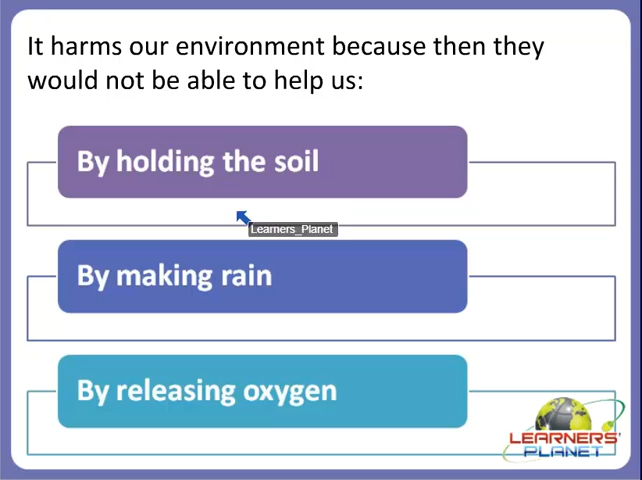 It harms our environment because then they
would not be able to help us:
By holding the soil
Learners_Planet
By making rain
By releasing oxygen
LEARNERS'
PLANET